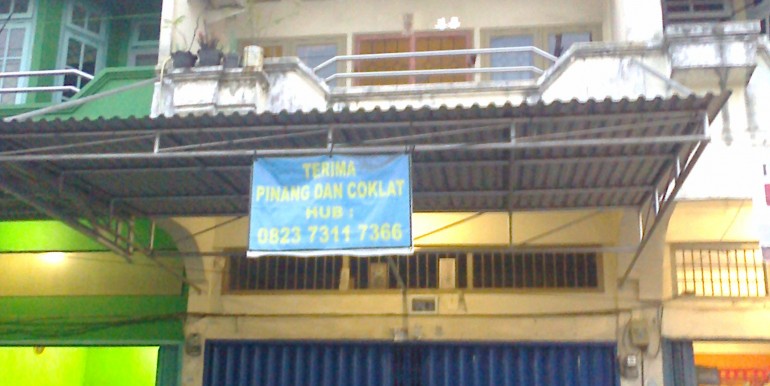 TERIMA
PINANG DAN COKLAT
HUB :
0823 7311 7366